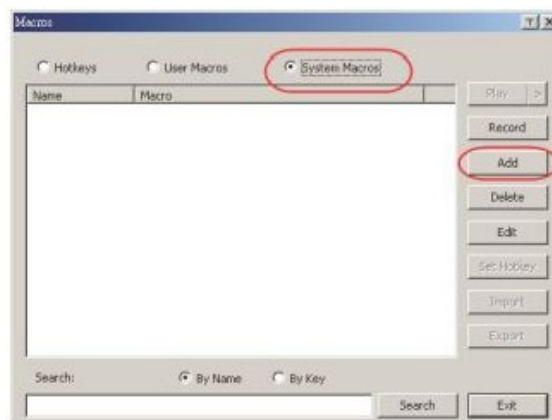 Macros
Hotkeys User Macros System Macros
Name Macro
Play >
Record
Add
Delete
Edit
Set Hotkey
Import
Export
Search: By Name By Key
Search Exit